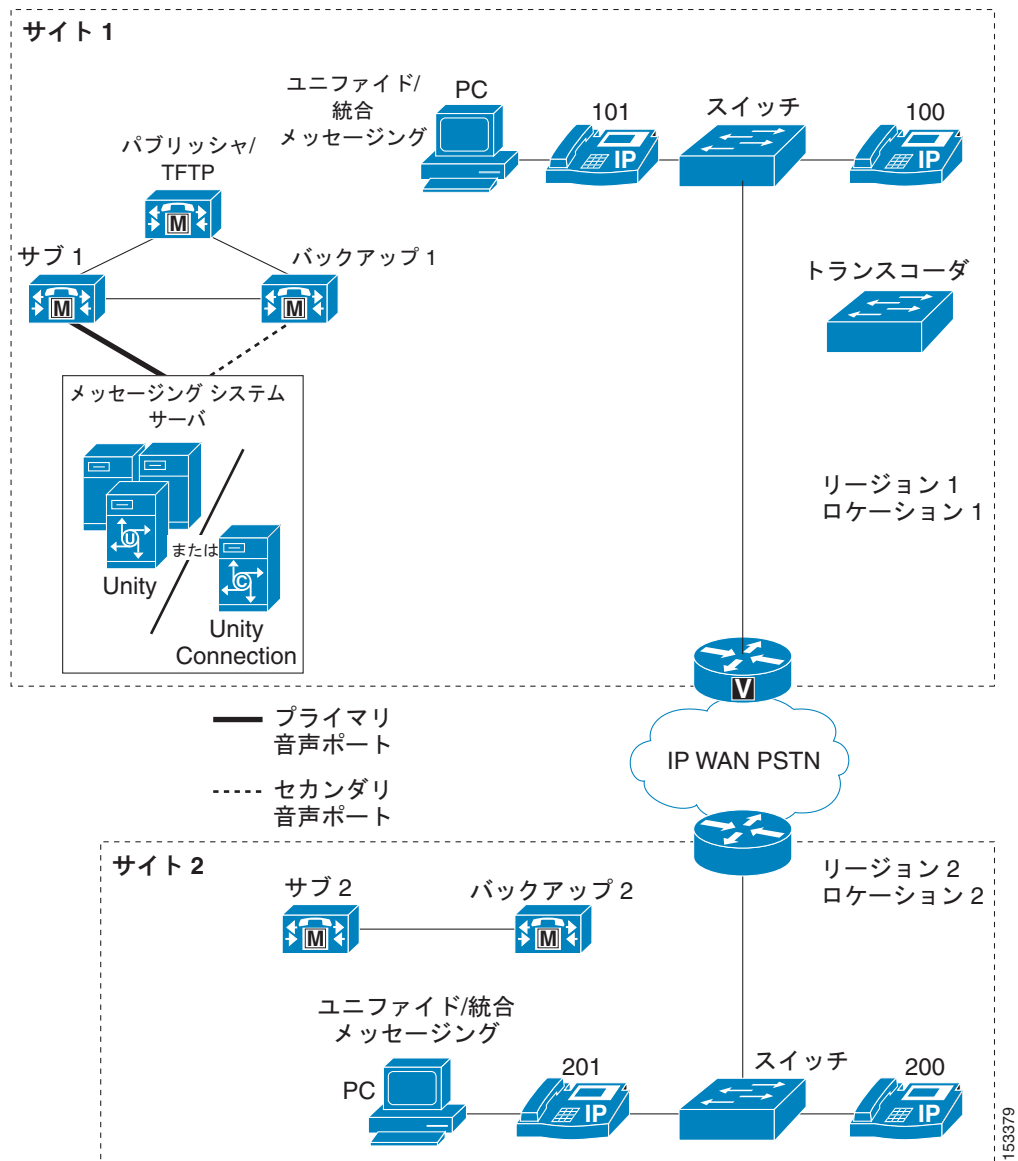 サイト 1
ユニファイド/
統合
メッセージング
PC
101
IP
スイッチ
100
IP
パブリッシャ/
TFTP
M
サブ 1
M
バックアップ 1
M
トランスコーダ
メッセージング システム
サーバ
U
Unity
または
C
Unity
Connection
リージョン 1
ロケーション 1
V
プライマリ
音声ポート
IP WAN PSTN
セカンダリ
音声ポート
サイト 2
サブ 2
M
バックアップ 2
M
リージョン 2
ロケーション 2
ユニファイド/統合
メッセージング
PC
201
IP
スイッチ
200
IP
153379